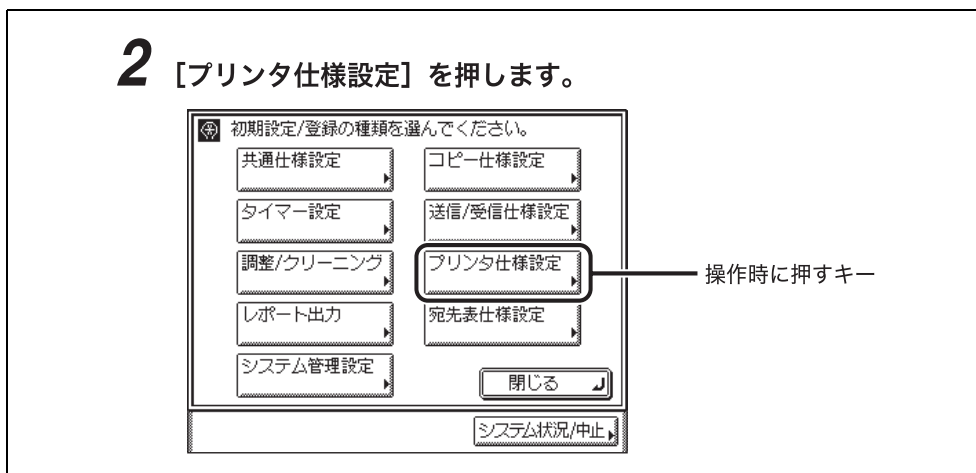 2 [プリンタ仕様設定] を押します。
初期設定/登録の種類を選んでください。
共通仕様設定 コピー仕様設定
タイマー設定 送信/受信仕様設定
調整/クリーニング プリンタ仕様設定 操作時に押すキー
レポート出力 宛先表仕様設定
システム管理設定
閉じる
システム状況/中止